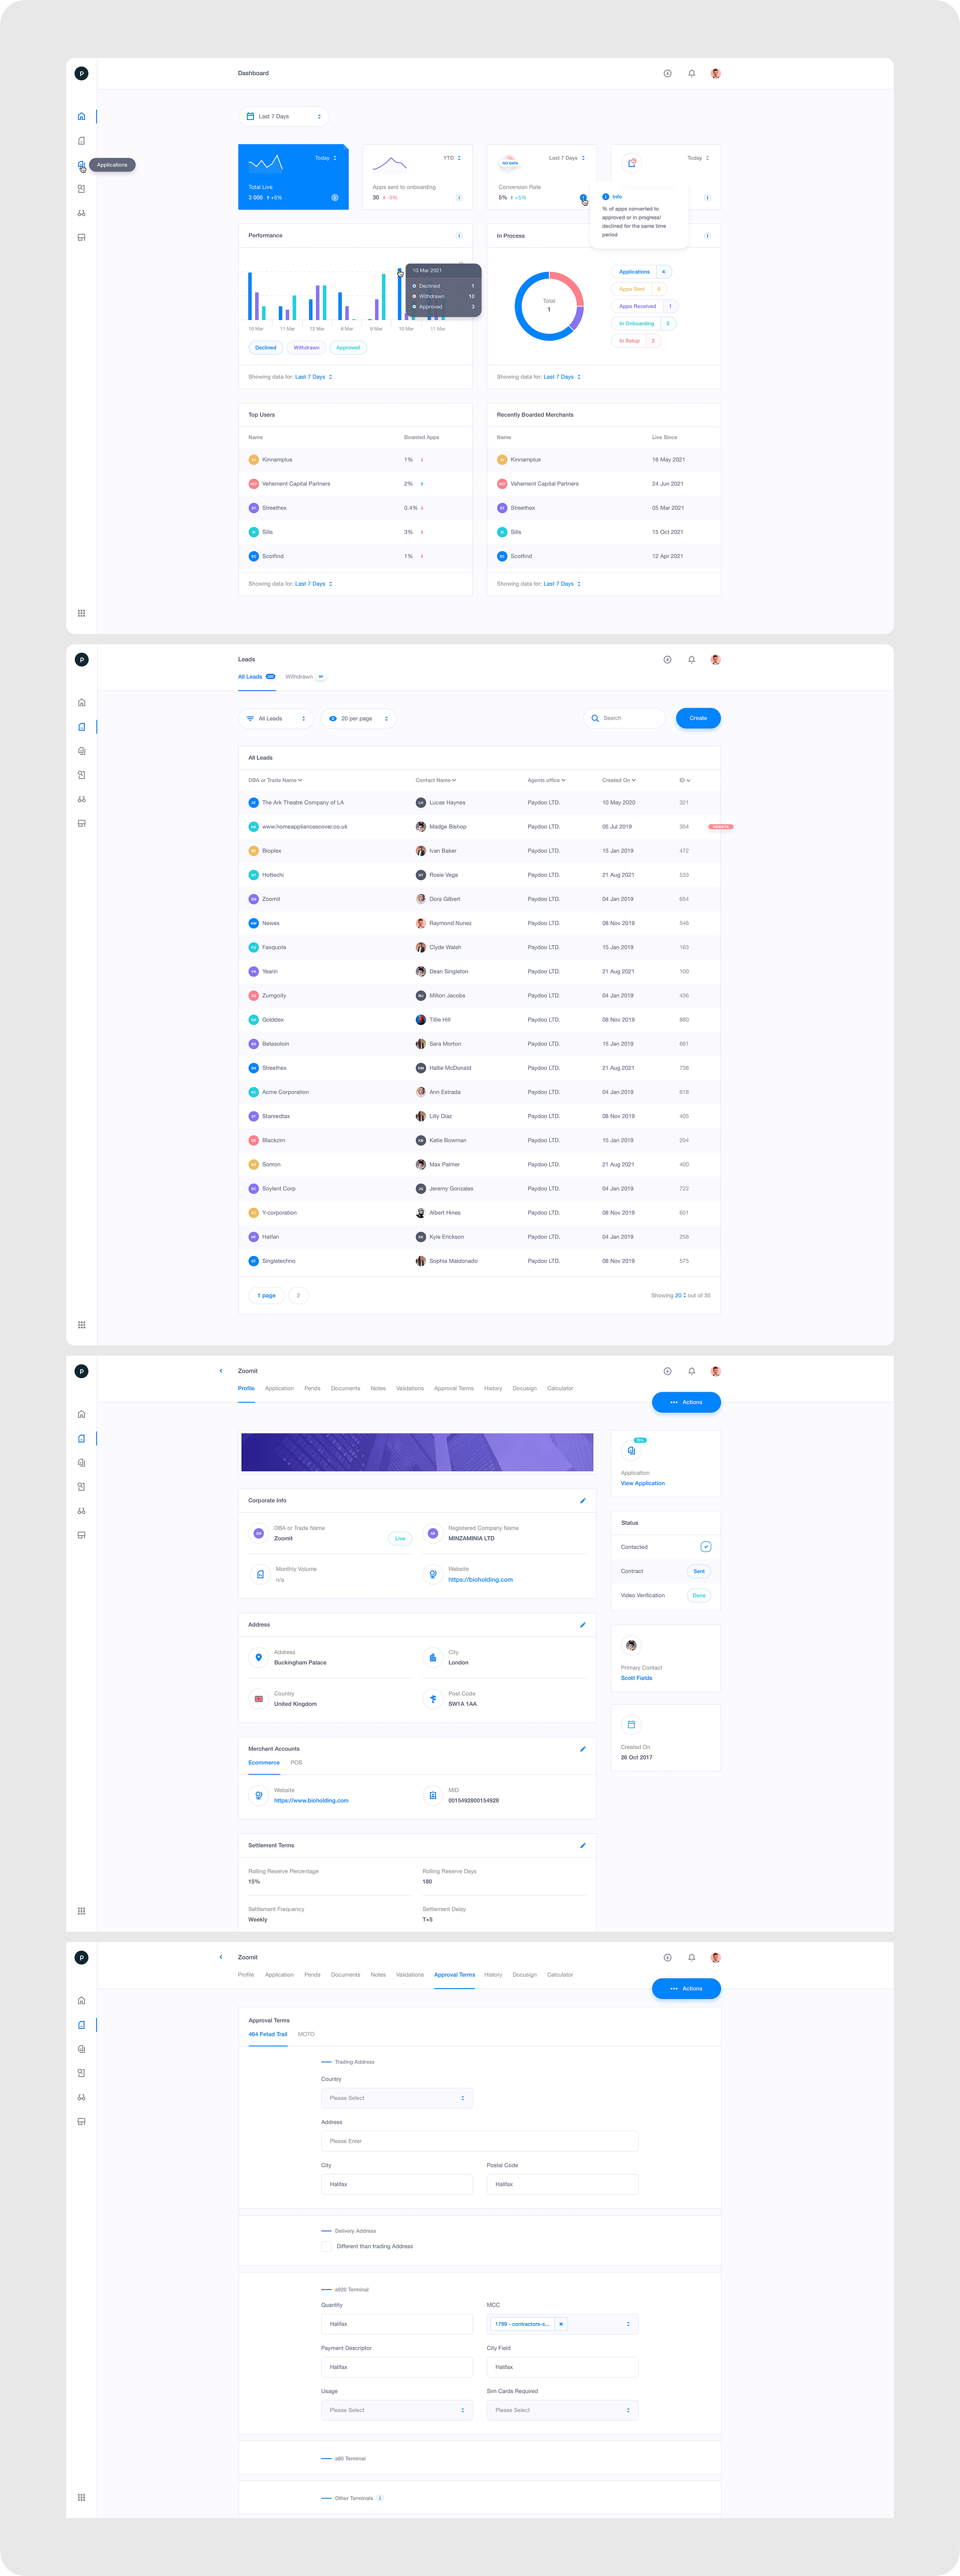 p
Dashboard
Last 7 Days
Applications
Today
Total Live
3 000 +5%
YTD
Apps sent to onboarding
30 -5%
NO DATA
Last 7 Days
Conversion Rate
5% +5%
Today
Info
% of apps converted to
approved or in progress/
declined for the same time
period
Performance
10 Mar 2021
Declined 1
Withdrawn 10
Approved 3
10 Mar 11 Mar 12 Mar 8 Mar 9 Mar 10 Mar 11 Mar
Declined Withdrawn Approved
Showing data for: Last 7 Days
In Process
Total
1
Applications 4
Apps Sent
Apps Received 1
In Onboarding 0
In Setup 2
Showing data for: Last 7 Days
Top Users
Name Boarded Apps
Kinnamplus 1%
Vehement Capital Partners 2%
Streethex 0.4%
Silis 3%
Scotfind 1%
Showing data for: Last 7 Days
Recently Boarded Merchants
Name Live Since
Kinnamplus 16 May 2021
Vehement Capital Partners 24 Jun 2021
Streethex 05 Mar 2021
Silis 15 Oct 2021
Scotfind 12 Apr 2021
Showing data for: Last 7 Days
p
Leads
All Leads Withdrawn
All Leads 20 per page Search Create
All Leads
DBA or Trade Name Contact Name Agents office Created On ID
The Ark Theatre Company of LA Lucas Haynes Paydoo LTD. 10 May 2020 321
www.homeappliancescover.co.uk Madge Bishop Paydoo LTD. 05 Jul 2019 364
Bioplex Ivan Baker Paydoo LTD. 15 Jan 2019 472
Hottechi Rosie Vega Paydoo LTD. 21 Aug 2021 533
Zoomit Dora Gilbert Paydoo LTD. 04 Jan 2019 654
Newex Raymond Nunez Paydoo LTD. 08 Nov 2019 546
Faxquote Clyde Walsh Paydoo LTD. 15 Jan 2019 163
Yearin Dean Singleton Paydoo LTD. 21 Aug 2021 100
Zumgoity Milton Jacobs Paydoo LTD. 04 Jan 2019 436
Golddex Tillie Hill Paydoo LTD. 08 Nov 2019 880
Betasoloin Sara Morton Paydoo LTD. 15 Jan 2019 661
Streethex Hallie McDonald Paydoo LTD. 21 Aug 2021 738
Acme Corporation Ann Estrada Paydoo LTD. 04 Jan 2019 618
Stanredtax Lilly Diaz Paydoo LTD. 08 Nov 2019 405
Blackzim Katie Bowman Paydoo LTD. 15 Jan 2019 204
Sonron Max Palmer Paydoo LTD. 21 Aug 2021 400
Soylent Corp Jeremy Gonzales Paydoo LTD. 04 Jan 2019 722
Y-corporation Albert Hines Paydoo LTD. 08 Nov 2019 601
Hatfan Kyle Erickson Paydoo LTD. 04 Jan 2019 258
Singletechno Sophia Maldonado Paydoo LTD. 08 Nov 2019 575
1 page 2 Showing 20 out of 35
p
Zoomit
Profile Application Pends Documents Notes Validations Approval Terms History Docusign Calculator
Actions
Corporate Info
DBA or Trade Name
Zoomit
Live
Registered Company Name
MINZAMINIA LTD
Monthly Volume
n/a
Website
https://bioholding.com
Address
Address
Buckingham Palace
City
London
Country
United Kingdom
Post Code
SW1A 1AA
Merchant Accounts
Ecommerce POS
Website
https://www.bioholding.com
MID
0015492800154928
Settlement Terms
Rolling Reserve Percentage
15%
Rolling Reserve Days
180
Settlement Frequency
Weekly
Settlement Delay
T+5
Application
View Application
Status
Contacted
Contract Sent
Video Verification Done
Primary Contact
Scott Fields
Created On
26 Oct 2017
p
Zoomit
Profile Application Pends Documents Notes Validations Approval Terms History Docusign Calculator
Actions
Approval Terms
464 Fetad Trail MOTO
Trading Address
Country
Please Select
Address
Please Enter
City Postal Code
Halifax Halifax
Delivery Address
Different than trading Address
a920 Terminal
Quantity MCC
Halifax 1799 - contractors-s...
Payment Descriptor City Field
Halifax Halifax
Usage Sim Cards Required
Please Select Please Select
a80 Terminal
Other Terminals